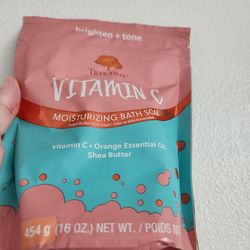 brighten + tone
TREE HUT
VITAMIN C
MOISTURIZING BATH SOAK
Vitamin C • Orange Essential Oil
Shea Butter
454 g (16 OZ.) NET WT. / POIDS